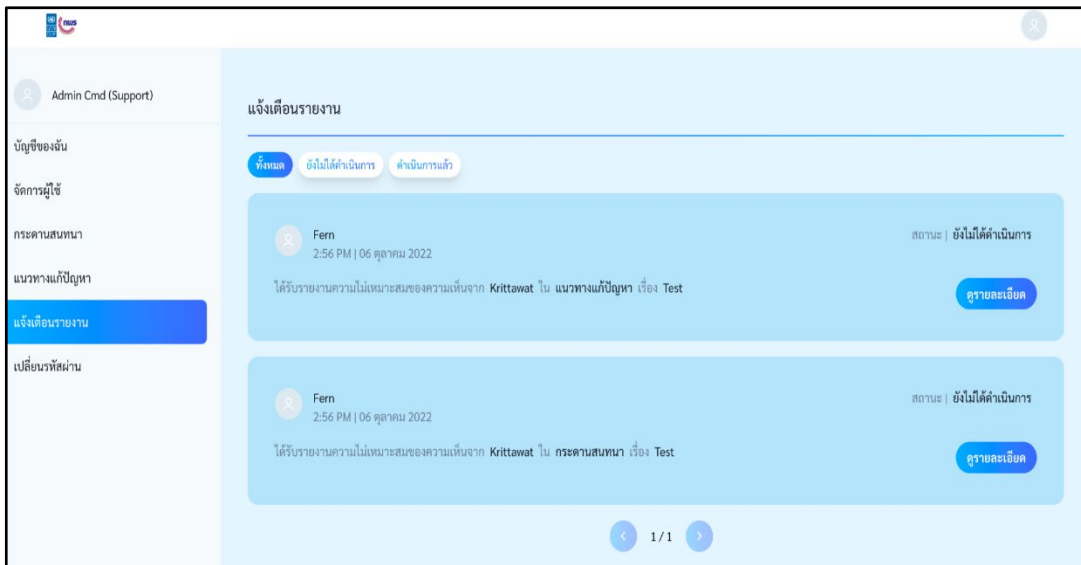 กพร
Admin Cmd (Support)
บัญชีของฉัน
จัดการผู้ใช้
กระดานสนทนา
แนวทางแก้ปัญหา
แจ้งเตือนรายงาน
เปลี่ยนรหัสผ่าน
แจ้งเตือนรายงาน
ทั้งหมด ยังไม่ได้ดำเนินการ ดำเนินการแล้ว
Fern
2:56 PM | 06 ตุลาคม 2022
สถานะ | ยังไม่ได้ดำเนินการ
ได้รับรายงานความไม่เหมาะสมของความเห็นจาก Krittawat ใน แนวทางแก้ปัญหา เรื่อง Test
ดูรายละเอียด
Fern
2:56 PM | 06 ตุลาคม 2022
สถานะ | ยังไม่ได้ดำเนินการ
ได้รับรายงานความไม่เหมาะสมของความเห็นจาก Krittawat ใน กระดานสนทนา เรื่อง Test
ดูรายละเอียด
1 / 1